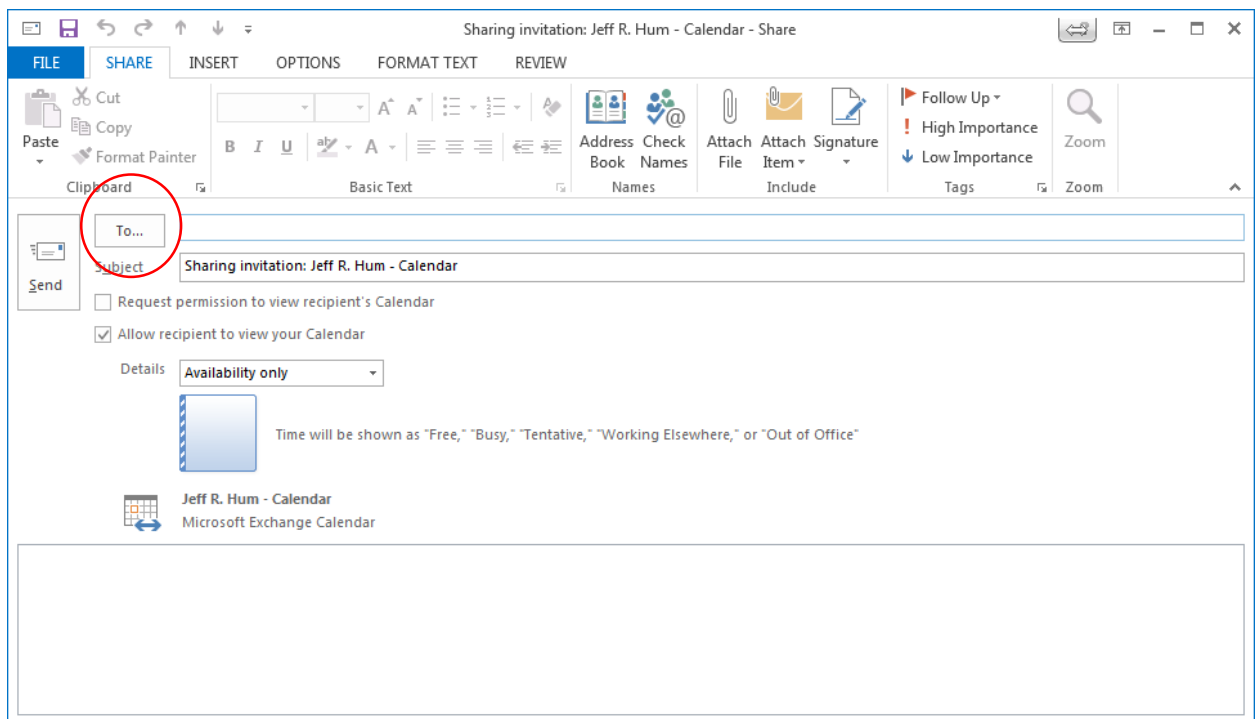 Sharing invitation: Jeff R. Hum - Calendar - Share
FILE SHARE INSERT OPTIONS FORMAT TEXT REVIEW
Paste
Cut
Copy
Format Painter
Clipboard
B I U A
Basic Text
Address Book
Check Names
Names
Attach File
Attach Item
Signature
Include
Follow Up
High Importance
Low Importance
Tags
Zoom
Zoom
Send
To...
Subject Sharing invitation: Jeff R. Hum - Calendar
Request permission to view recipient's Calendar
Allow recipient to view your Calendar
Details Availability only
Time will be shown as "Free," "Busy," "Tentative," "Working Elsewhere," or "Out of Office"
Jeff R. Hum - Calendar
Microsoft Exchange Calendar